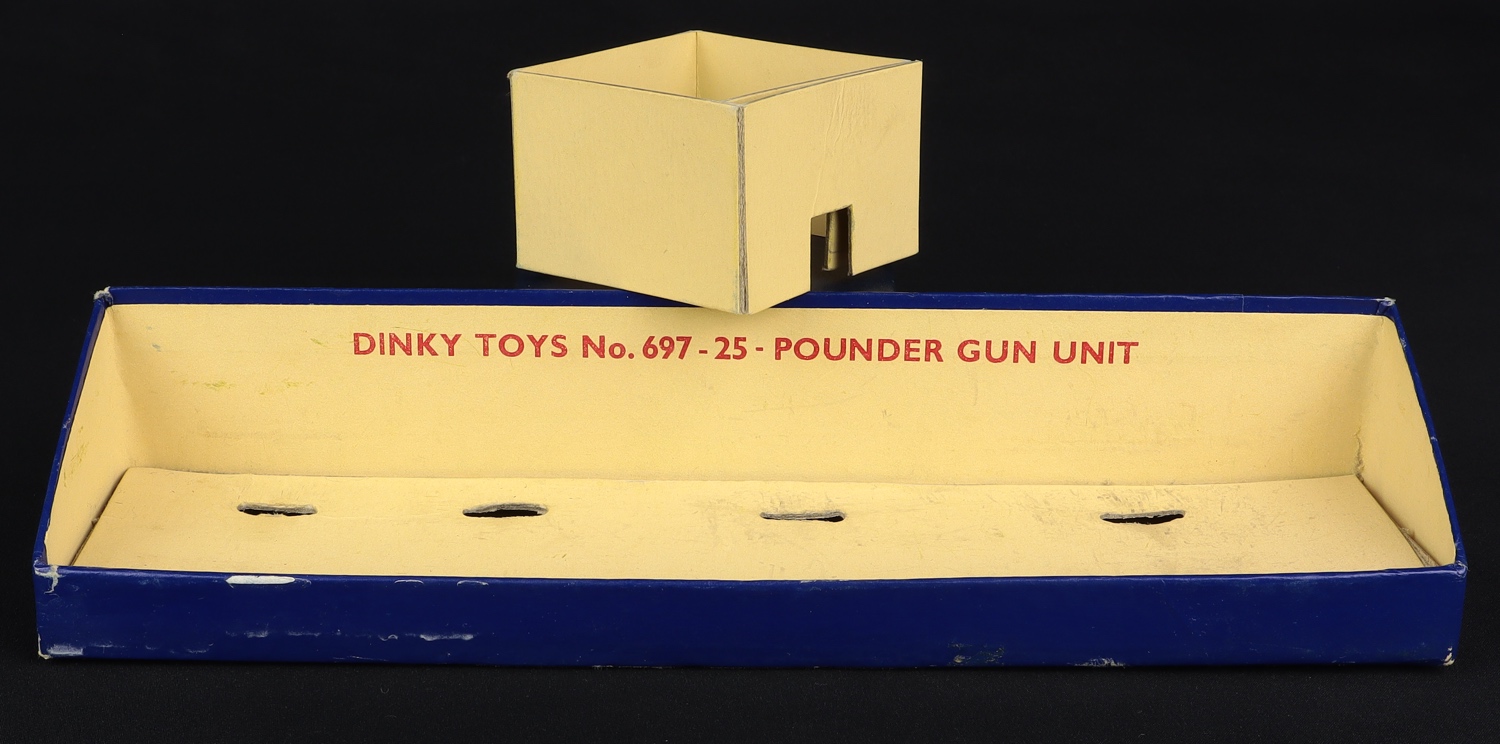 DINKY TOYS No. 697-25-POUNDER GUN UNIT